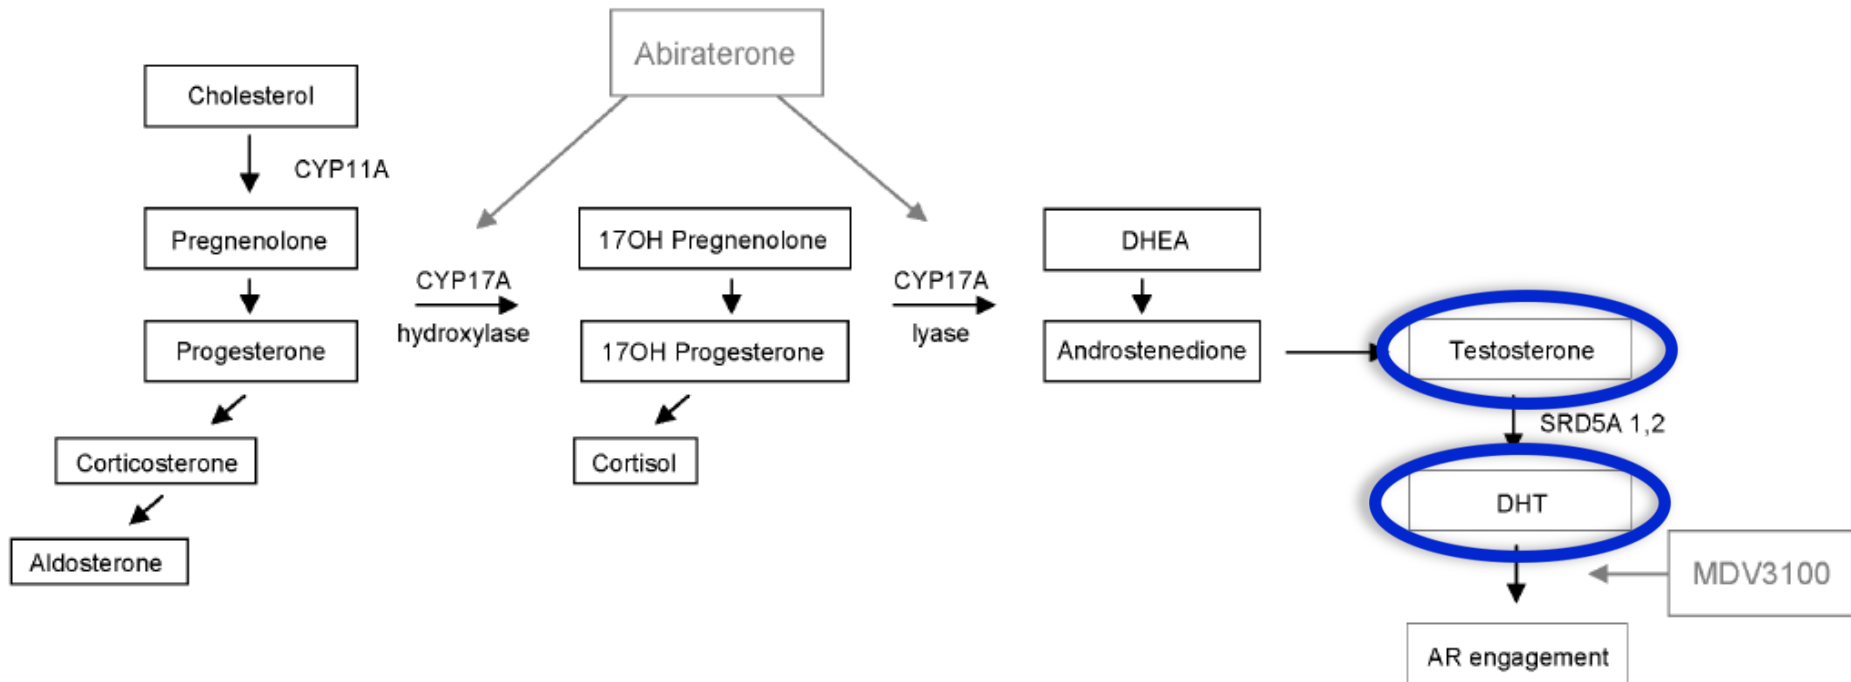 Abiraterone
Cholesterol
CYP11A
Pregnenolone
17OH Pregnenolone
DHEA
CYP17A
hydroxylase
CYP17A
lyase
Progesterone
17OH Progesterone
Androstenedione
Testosterone
SRD5A 1,2
Corticosterone
Cortisol
DHT
Aldosterone
MDV3100
AR engagement